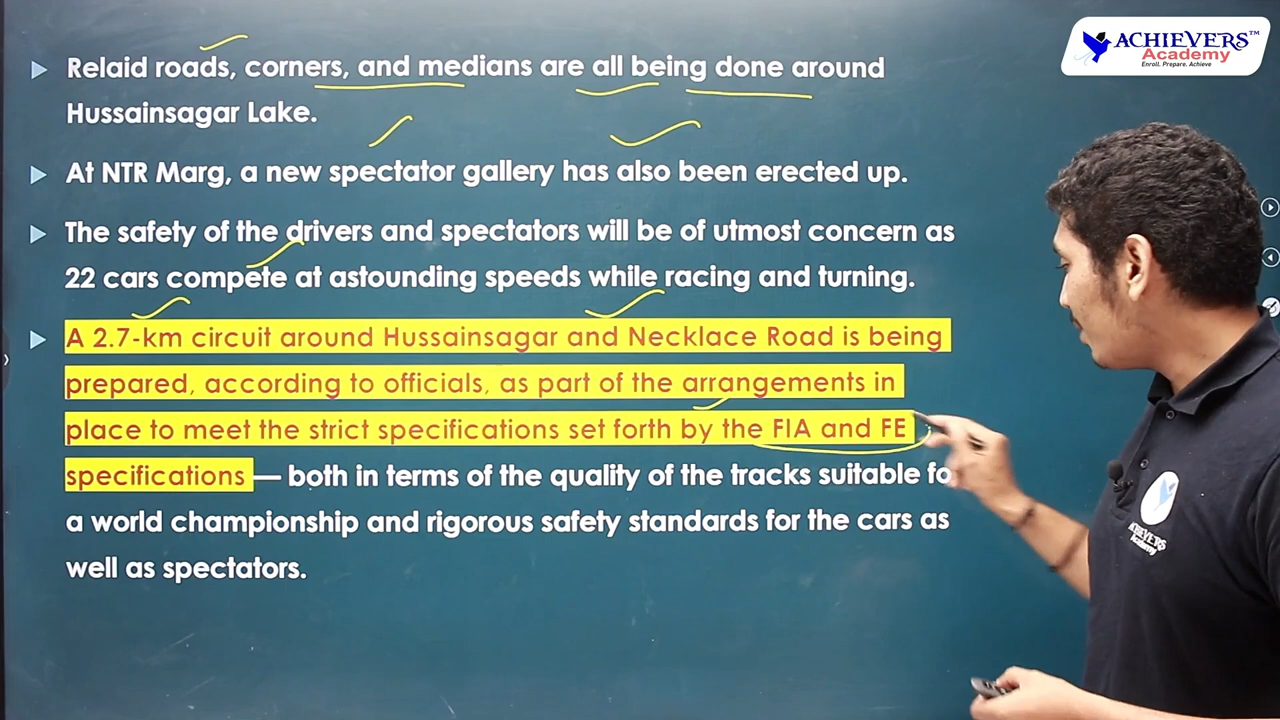 ACHIEVERS™
Academy
Enroll. Prepare. Achieve
Relaid roads, corners, and medians are all being done around
Hussainsagar Lake.
At NTR Marg, a new spectator gallery has also been erected up.
The safety of the drivers and spectators will be of utmost concern as
22 cars compete at astounding speeds while racing and turning.
A 2.7-km circuit around Hussainsagar and Necklace Road is being
prepared, according to officials, as part of the arrangements in
place to meet the strict specifications set forth by the FIA and FE
specifications — both in terms of the quality of the tracks suitable fo
a world championship and rigorous safety standards for the cars as
well as spectators.
ACHIEVERS
Academy